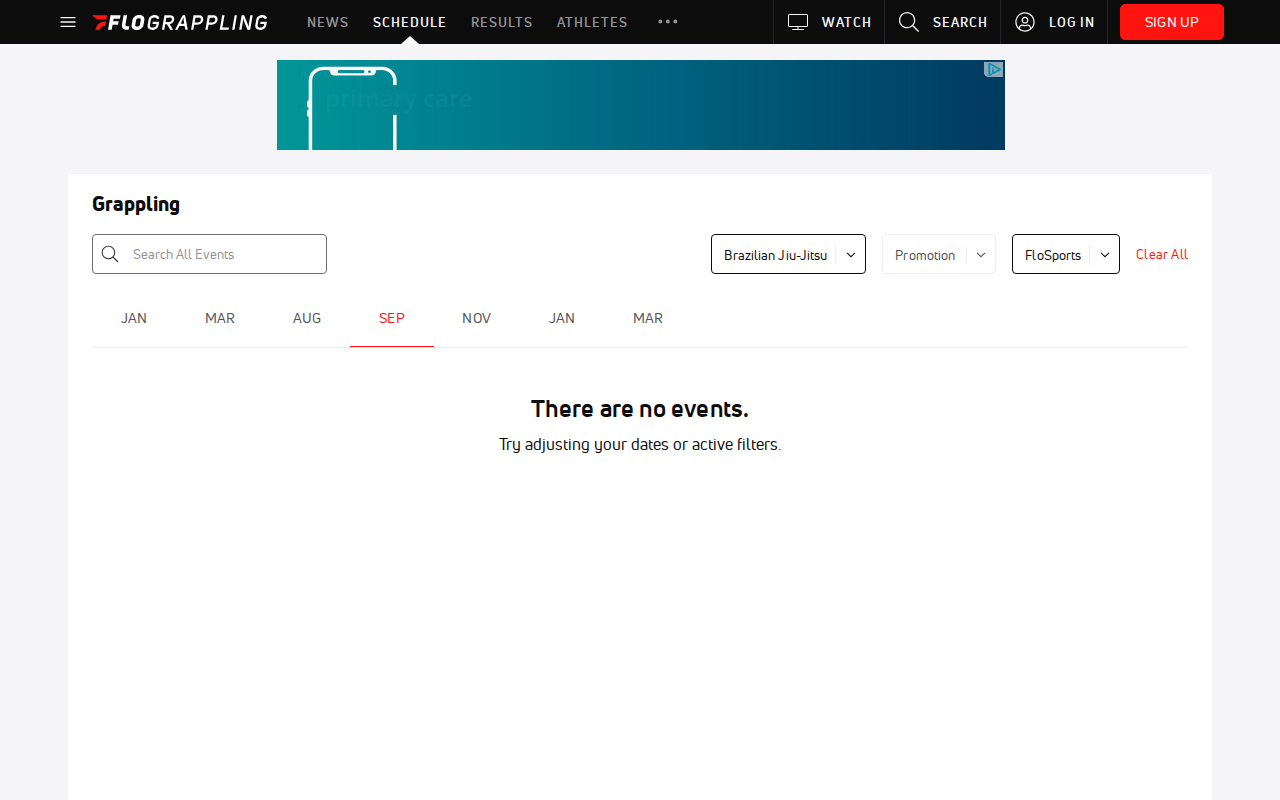 FLOGRAPPLING NEWS SCHEDULE RESULTS ATHLETES WATCH SEARCH LOG IN SIGN UP
primary care
Grappling
Search All Events Brazilian Jiu-Jitsu Promotion FloSports Clear All
JAN MAR AUG SEP NOV JAN MAR
There are no events.
Try adjusting your dates or active filters.